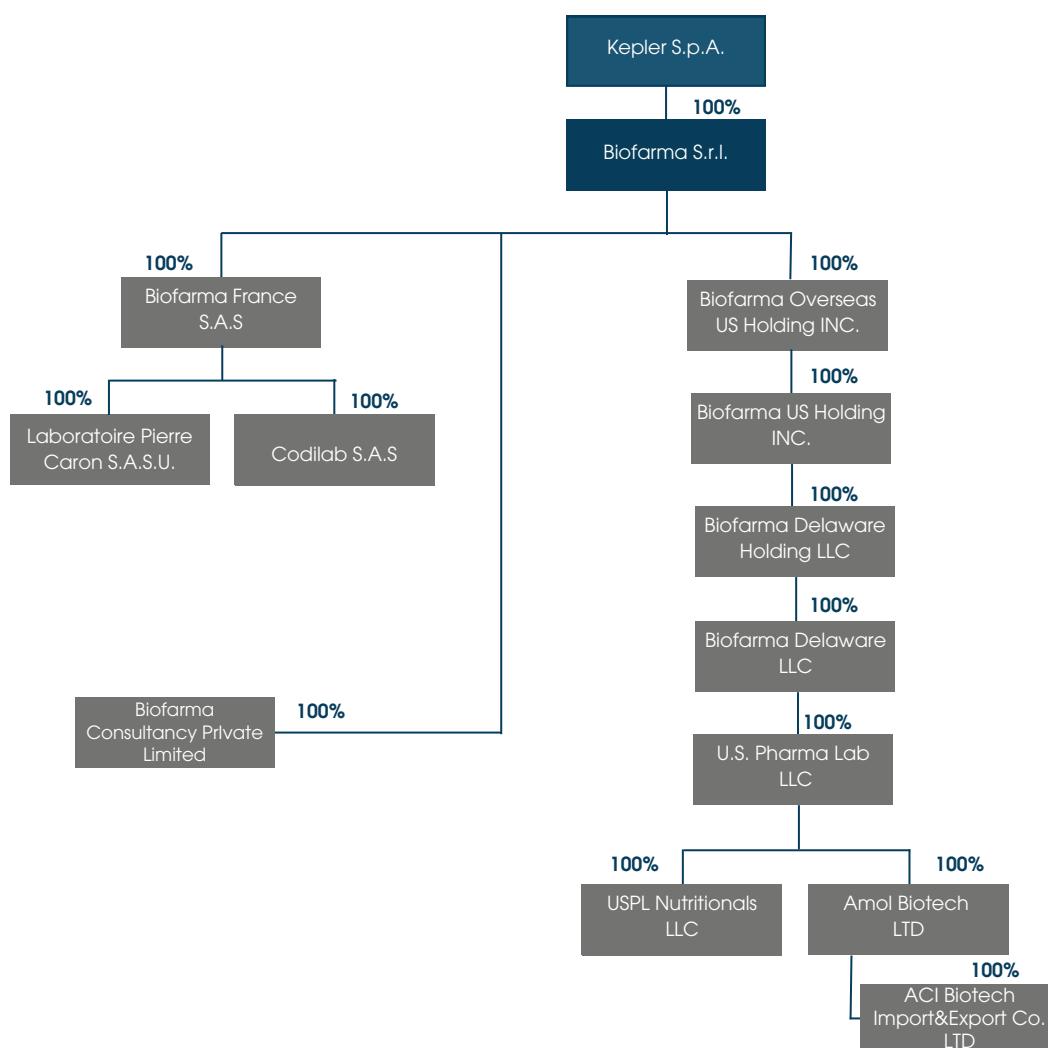 Kepler S.p.A.
100%
Biofarma S.r.l.
100%
100%
Biofarma France
S.A.S
Biofarma Overseas
US Holding INC.
100%
100%
100%
Laboratoire Pierre
Caron S.A.S.U.
Codilab S.A.S
Biofarma US Holding
INC.
100%
Biofarma Delaware
Holding LLC
100%
Biofarma Delaware
LLC
Biofarma
Consultancy Private
Limited
100%
100%
U.S. Pharma Lab
LLC
100%
100%
USPL Nutritionals
LLC
Amol Biotech
LTD
100%
ACI Biotech
Import&Export Co.
LTD